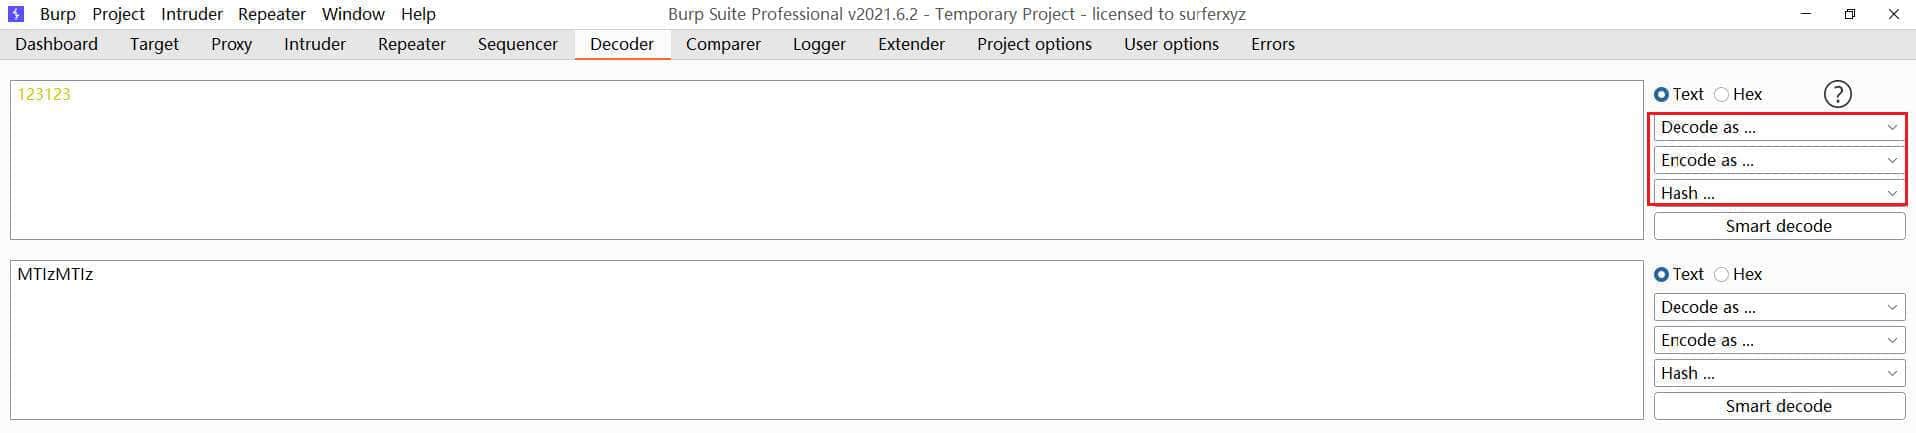 Burp Project Intruder Repeater Window Help Burp Suite Professional v2021.6.2 - Temporary Project - licensed to surferxyz
Dashboard Target Proxy Intruder Repeater Sequencer Decoder Comparer Logger Extender Project options User options Errors
123123
Text Hex ?
Decode as ...
Encode as ...
Hash ...
Smart decode
MTIzMTIz
Text Hex
Decode as ...
Encode as ...
Hash ...
Smart decode